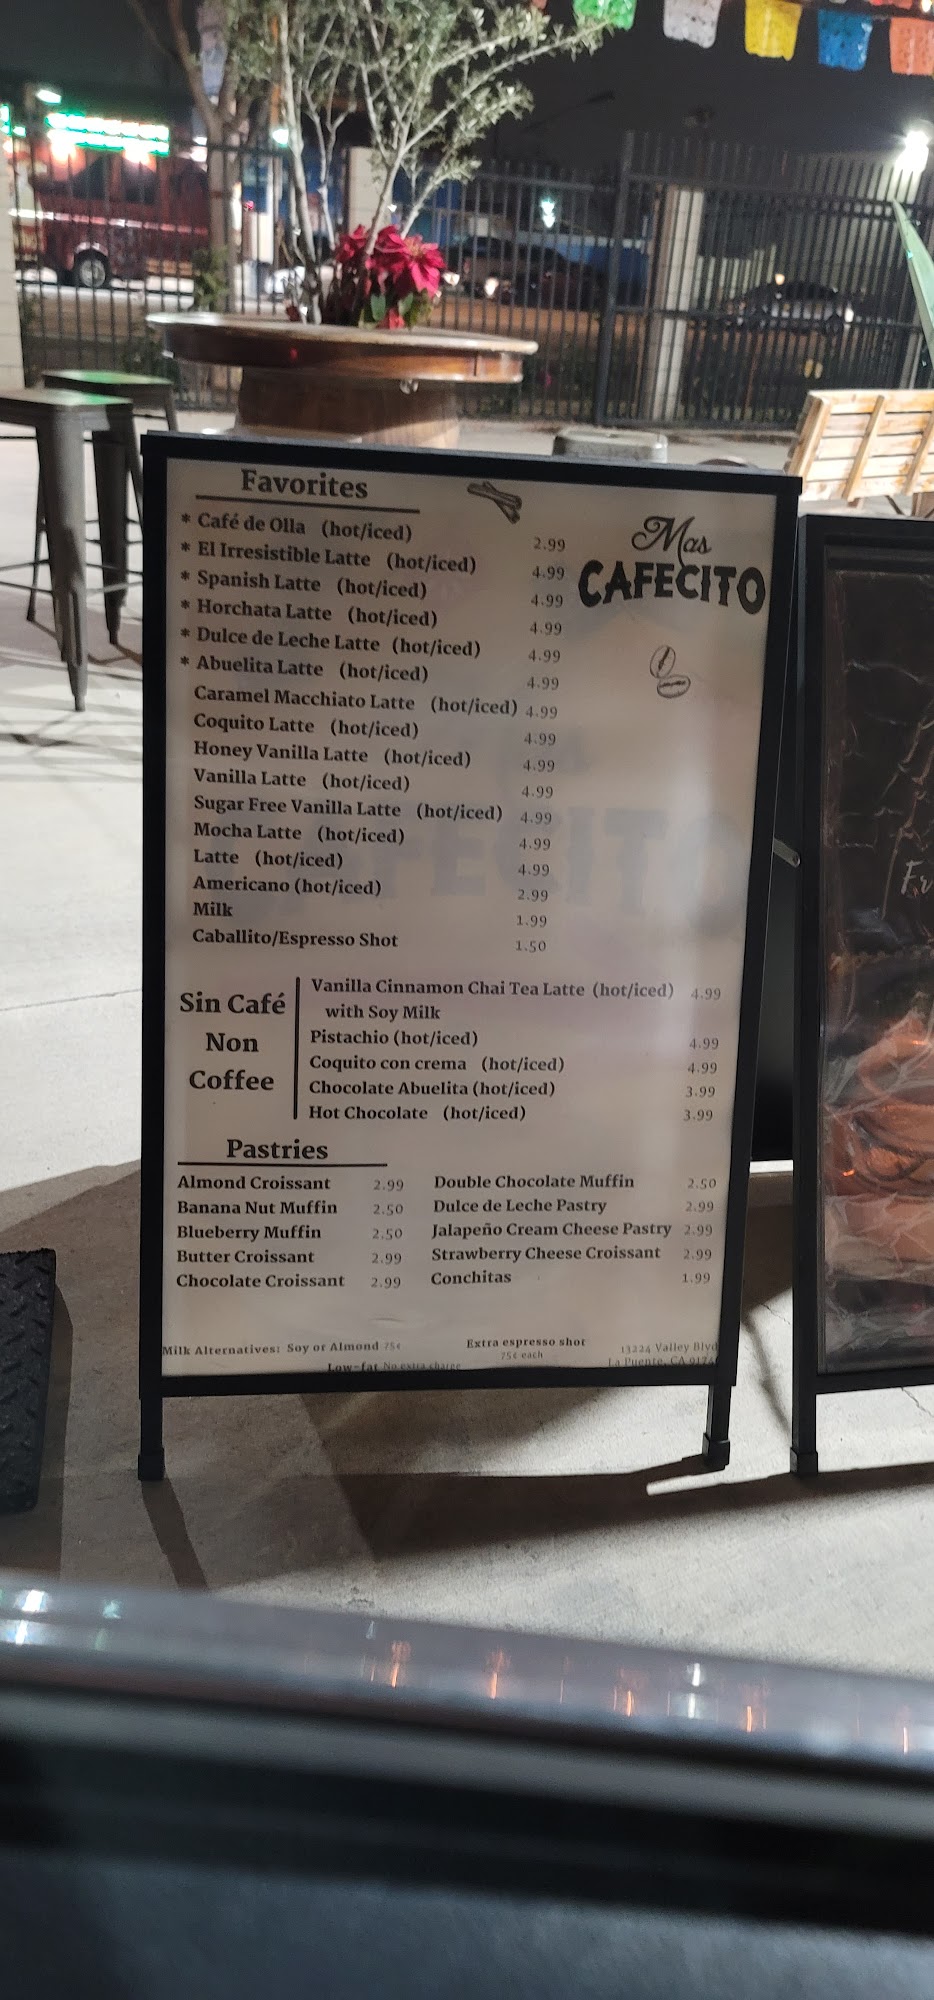 Favorites
Mas
CAFECITO
* Café de Olla (hot/iced) 2.99
* El Irresistible Latte (hot/iced) 4.99
* Spanish Latte (hot/iced) 4.99
* Horchata Latte (hot/iced) 4.99
* Dulce de Leche Latte (hot/iced) 4.99
* Abuelita Latte (hot/iced) 4.99
Caramel Macchiato Latte (hot/iced) 4.99
Coquito Latte (hot/iced) 4.99
Honey Vanilla Latte (hot/iced) 4.99
Vanilla Latte (hot/iced) 4.99
Sugar Free Vanilla Latte (hot/iced) 4.99
Mocha Latte (hot/iced) 4.99
Latte (hot/iced) 4.99
Americano (hot/iced) 2.99
Milk 1.99
Caballito/Espresso Shot 1.50
Sin Café
Non
Coffee
Vanilla Cinnamon Chai Tea Latte (hot/iced) 4.99
with Soy Milk
Pistachio (hot/iced) 4.99
Coquito con crema (hot/iced) 4.99
Chocolate Abuelita (hot/iced) 3.99
Hot Chocolate (hot/iced) 3.99
Pastries
Almond Croissant 2.99
Banana Nut Muffin 2.50
Blueberry Muffin 2.50
Butter Croissant 2.99
Chocolate Croissant 2.99
Double Chocolate Muffin 2.50
Dulce de Leche Pastry 2.99
Jalapeño Cream Cheese Pastry 2.99
Strawberry Cheese Croissant 2.99
Conchitas 1.99
Milk Alternatives: Soy or Almond 75¢
Low-fat No extra charge
Extra espresso shot
75¢ each
13224 Valley Blvd
La Puente, CA